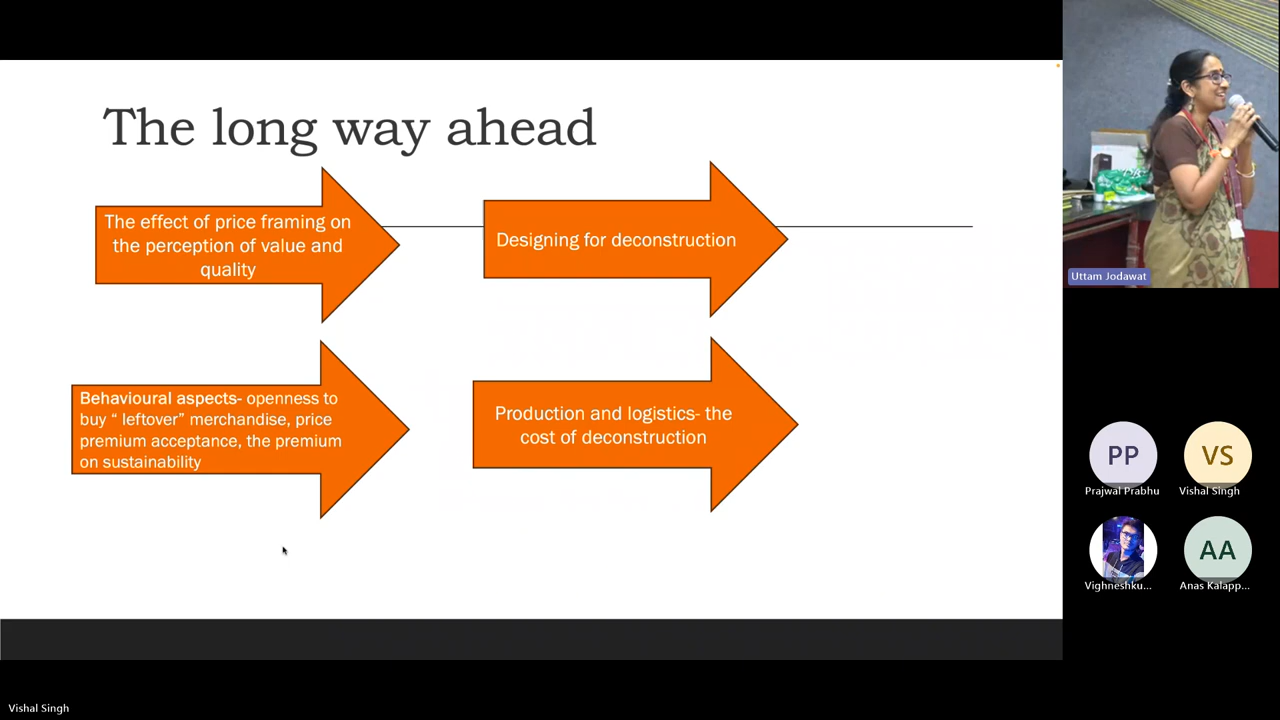 The long way ahead
The effect of price framing on
the perception of value and
quality
Designing for deconstruction
Behavioural aspects- openness to
buy “ leftover” merchandise, price
premium acceptance, the premium
on sustainability
Production and logistics- the
cost of deconstruction
Uttam Jodawat
PP
Prajwal Prabhu
VS
Vishal Singh
Vighneshku...
AA
Anas Kalapp...
Vishal Singh